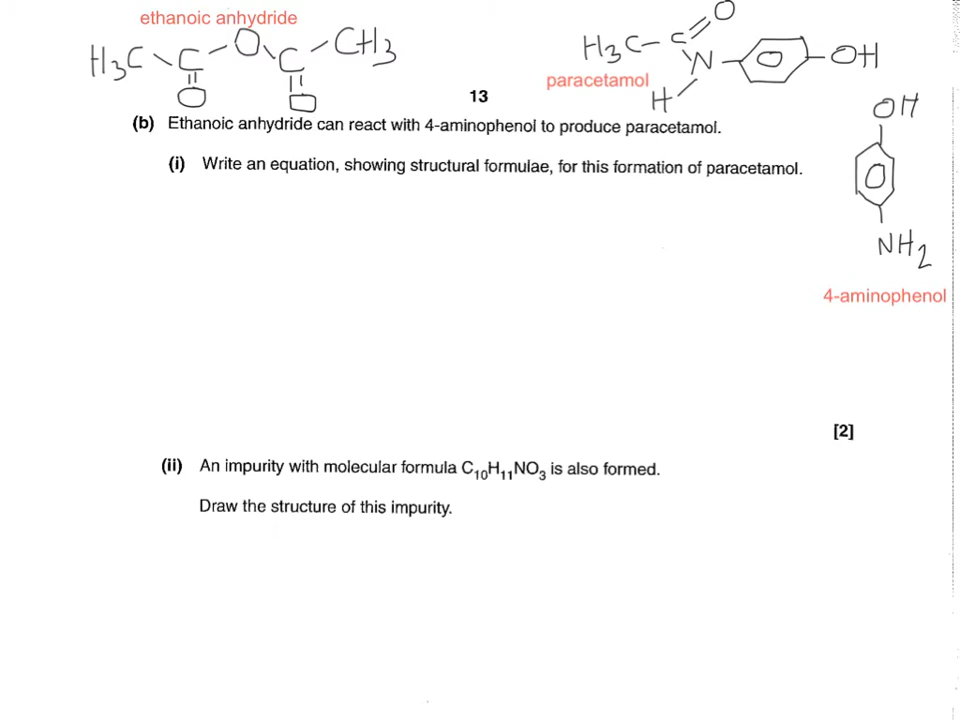 ethanoic anhydride
H3C C O C CH3
O O
H3C C O N OH
paracetamol
H
13
(b) Ethanoic anhydride can react with 4-aminophenol to produce paracetamol.
OH
(i) Write an equation, showing structural formulae, for this formation of paracetamol.
NH2
4-aminophenol
[2]
(ii) An impurity with molecular formula C10H11NO3 is also formed.
Draw the structure of this impurity.